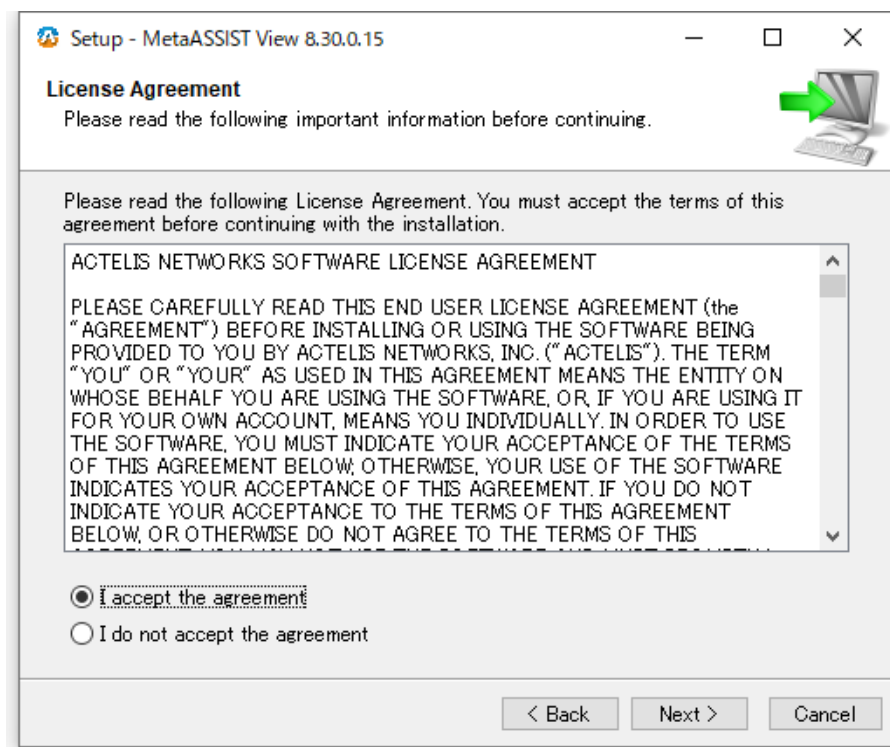 Setup - MetaASSIST View 8.30.0.15
License Agreement
Please read the following important information before continuing.
Please read the following License Agreement. You must accept the terms of this
agreement before continuing with the installation.
ACTELIS NETWORKS SOFTWARE LICENSE AGREEMENT
PLEASE CAREFULLY READ THIS END USER LICENSE AGREEMENT (the
"AGREEMENT") BEFORE INSTALLING OR USING THE SOFTWARE BEING
PROVIDED TO YOU BY ACTELIS NETWORKS, INC. ("ACTELIS"). THE TERM
"YOU" OR "YOUR" AS USED IN THIS AGREEMENT MEANS THE ENTITY ON
WHOSE BEHALF YOU ARE USING THE SOFTWARE, OR, IF YOU ARE USING IT
FOR YOUR OWN ACCOUNT, MEANS YOU INDIVIDUALLY. IN ORDER TO USE
THE SOFTWARE, YOU MUST INDICATE YOUR ACCEPTANCE OF THE TERMS
OF THIS AGREEMENT BELOW; OTHERWISE, YOUR USE OF THE SOFTWARE
INDICATES YOUR ACCEPTANCE OF THIS AGREEMENT. IF YOU DO NOT
INDICATE YOUR ACCEPTANCE TO THE TERMS OF THIS AGREEMENT
BELOW, OR OTHERWISE DO NOT AGREE TO THE TERMS OF THIS
I accept the agreement
I do not accept the agreement
< Back
Next >
Cancel